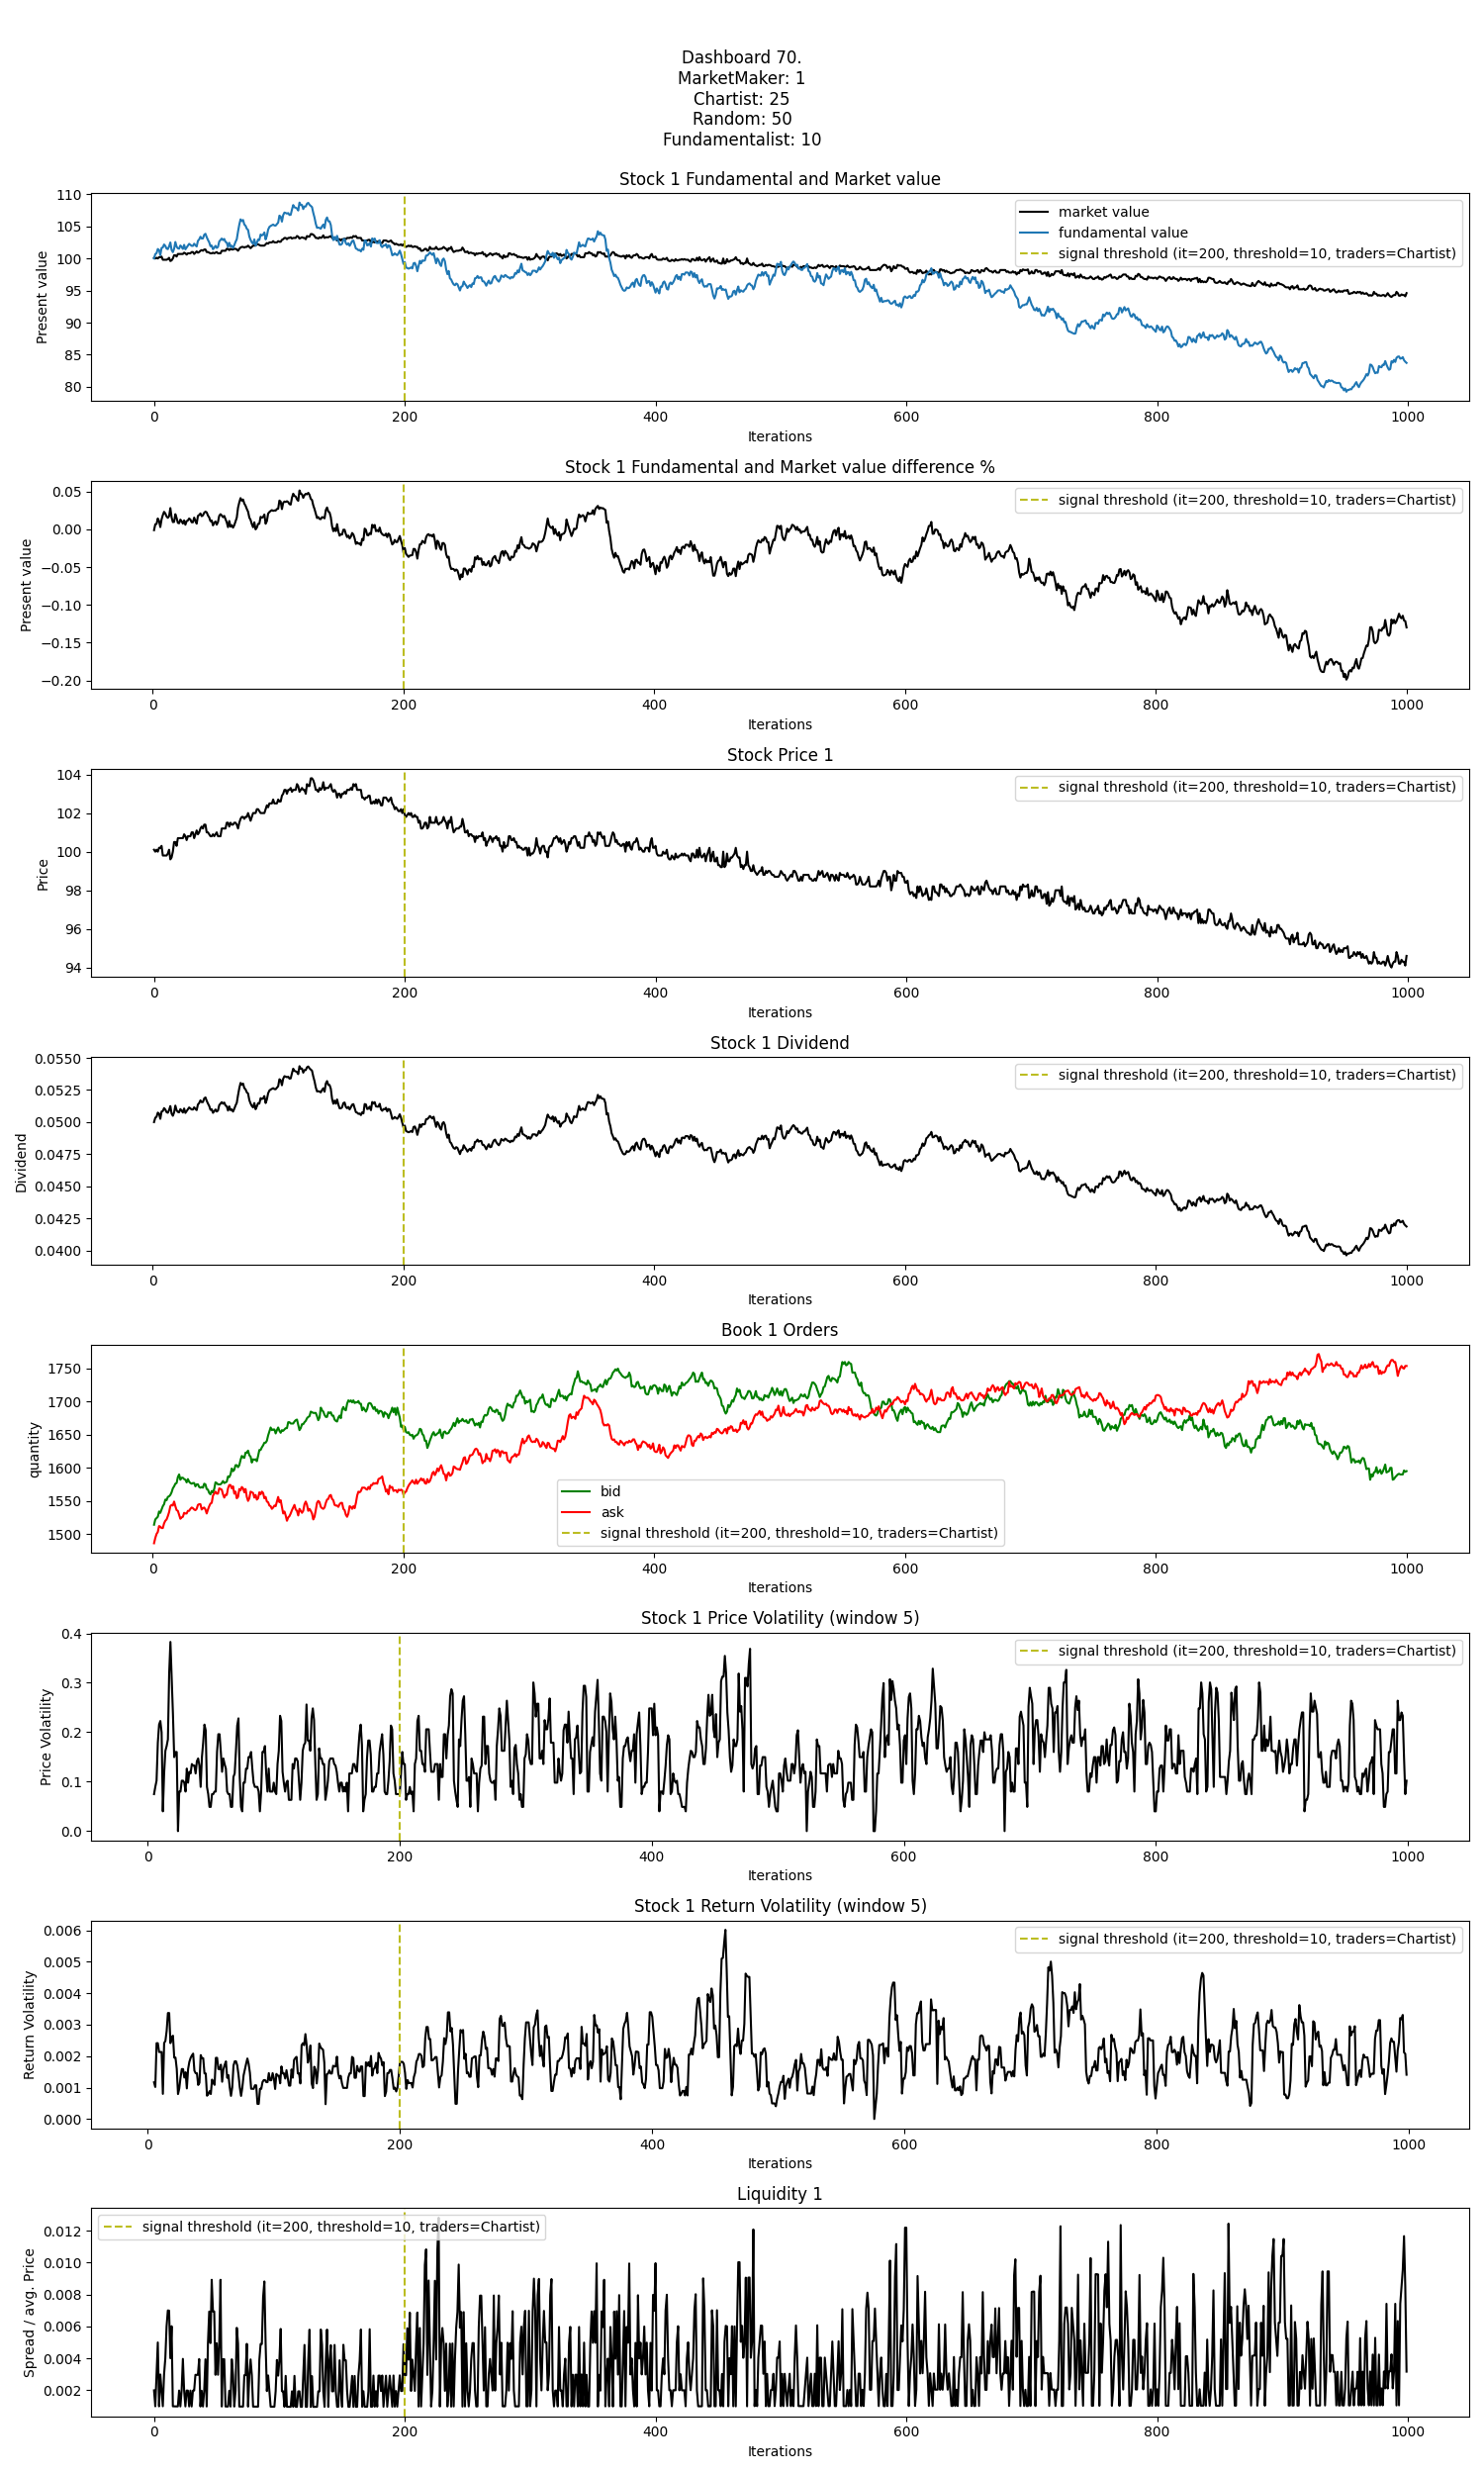 Dashboard 70.
MarketMaker: 1
Chartist: 25
Random: 50
Fundamentalist: 10
Stock 1 Fundamental and Market value
110
105
100
95
90
85
80
Present value
market value
fundamental value
signal threshold (it=200, threshold=10, traders=Chartist)
0 200 400 600 800 1000
Iterations
Stock 1 Fundamental and Market value difference %
0.05
0.00
−0.05
−0.10
−0.15
−0.20
Present value
signal threshold (it=200, threshold=10, traders=Chartist)
0 200 400 600 800 1000
Iterations
Stock Price 1
104
102
100
98
96
94
Price
signal threshold (it=200, threshold=10, traders=Chartist)
0 200 400 600 800 1000
Iterations
Stock 1 Dividend
0.0550
0.0525
0.0500
0.0475
0.0450
0.0425
0.0400
Dividend
signal threshold (it=200, threshold=10, traders=Chartist)
0 200 400 600 800 1000
Iterations
Book 1 Orders
1750
1700
1650
1600
1550
1500
quantity
bid
ask
signal threshold (it=200, threshold=10, traders=Chartist)
0 200 400 600 800 1000
Iterations
Stock 1 Price Volatility (window 5)
0.4
0.3
0.2
0.1
0.0
Price Volatility
signal threshold (it=200, threshold=10, traders=Chartist)
0 200 400 600 800 1000
Iterations
Stock 1 Return Volatility (window 5)
0.006
0.005
0.004
0.003
0.002
0.001
0.000
Return Volatility
signal threshold (it=200, threshold=10, traders=Chartist)
0 200 400 600 800 1000
Iterations
Liquidity 1
0.012
0.010
0.008
0.006
0.004
0.002
Spread / avg. Price
signal threshold (it=200, threshold=10, traders=Chartist)
0 200 400 600 800 1000
Iterations